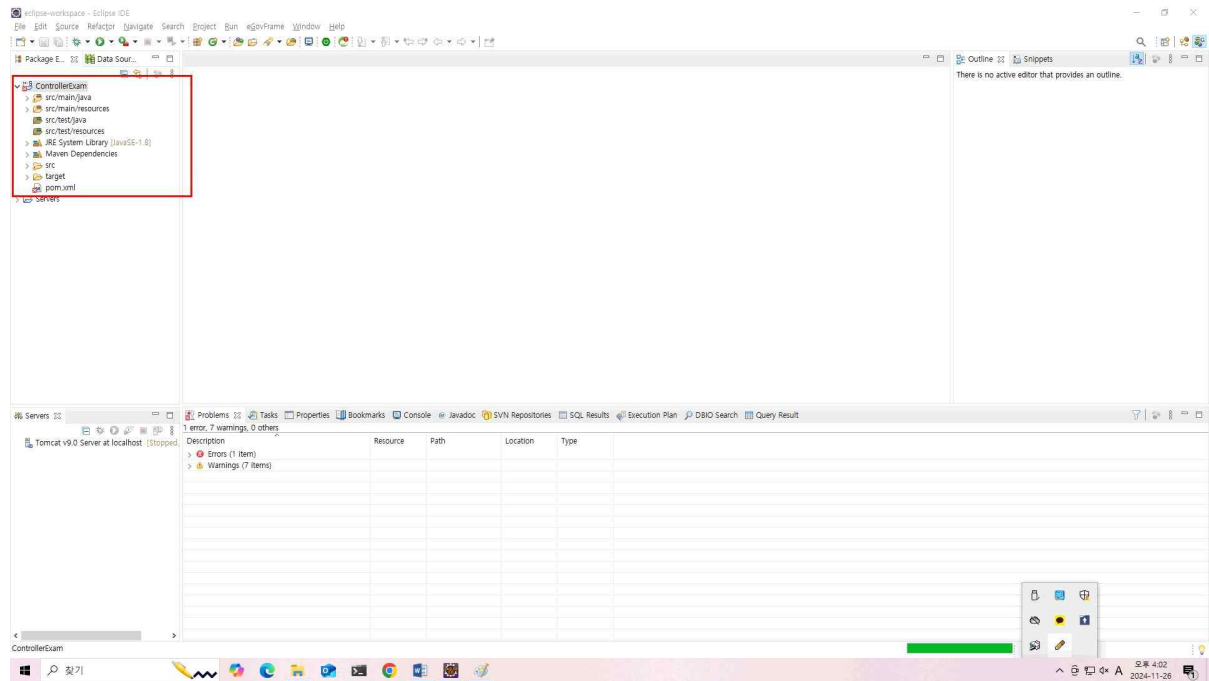 eclipse-workspace - Eclipse IDE
File Edit Source Refactor Navigate Search Project Run eGovFrame Window Help
Package E... Data Sour...
Outline Snippets
There is no active editor that provides an outline.
ControllerExam
src/main/java
src/main/resources
src/test/java
src/test/resources
JRE System Library [JavaSE-1.8]
Maven Dependencies
src
target
pom.xml
Servers
Servers
Problems Tasks Properties Bookmarks Console Javadoc SVN Repositories SQL Results Execution Plan DBIO Search Query Result
1 error, 7 warnings, 0 others
Tomcat v9.0 Server at localhost [Stopped,
Description Resource Path Location Type
Errors (1 item)
Warnings (7 items)
ControllerExam
찾기
A 오후 4:02
2024-11-26